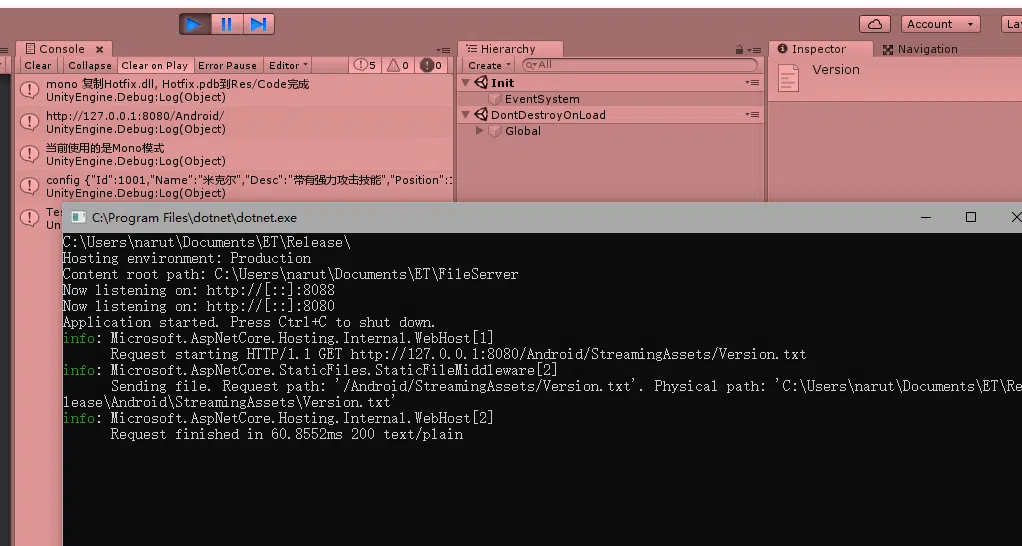 Account
La
Console
Hierarchy
Inspector
Navigation
Clear
Collapse
Clear on Play
Error Pause
Editor
5
0
0
Create
All
Version
mono 复制Hotfix.dll, Hotfix.pdb到Res/Code完成
UnityEngine.Debug:Log(Object)
http://127.0.0.1:8080/Android/
UnityEngine.Debug:Log(Object)
当前使用的是Mono模式
UnityEngine.Debug:Log(Object)
config {"Id":1001,"Name":"米克尔","Desc":"带有强力攻击技能","Position":
UnityEngine.Debug:Log(Object)
Tes
Un
Init
EventSystem
DontDestroyOnLoad
Global
C:\Program Files\dotnet\dotnet.exe
C:\Users\narut\Documents\ET\Release\
Hosting environment: Production
Content root path: C:\Users\narut\Documents\ET\FileServer
Now listening on: http://[::]:8088
Now listening on: http://[::]:8080
Application started. Press Ctrl+C to shut down.
info: Microsoft.AspNetCore.Hosting.Internal.WebHost[1]
Request starting HTTP/1.1 GET http://127.0.0.1:8080/Android/StreamingAssets/Version.txt
info: Microsoft.AspNetCore.StaticFiles.StaticFileMiddleware[2]
Sending file. Request path: '/Android/StreamingAssets/Version.txt'. Physical path: 'C:\Users\narut\Documents\ET\Re
lease\Android\StreamingAssets\Version.txt'
info: Microsoft.AspNetCore.Hosting.Internal.WebHost[2]
Request finished in 60.8552ms 200 text/plain